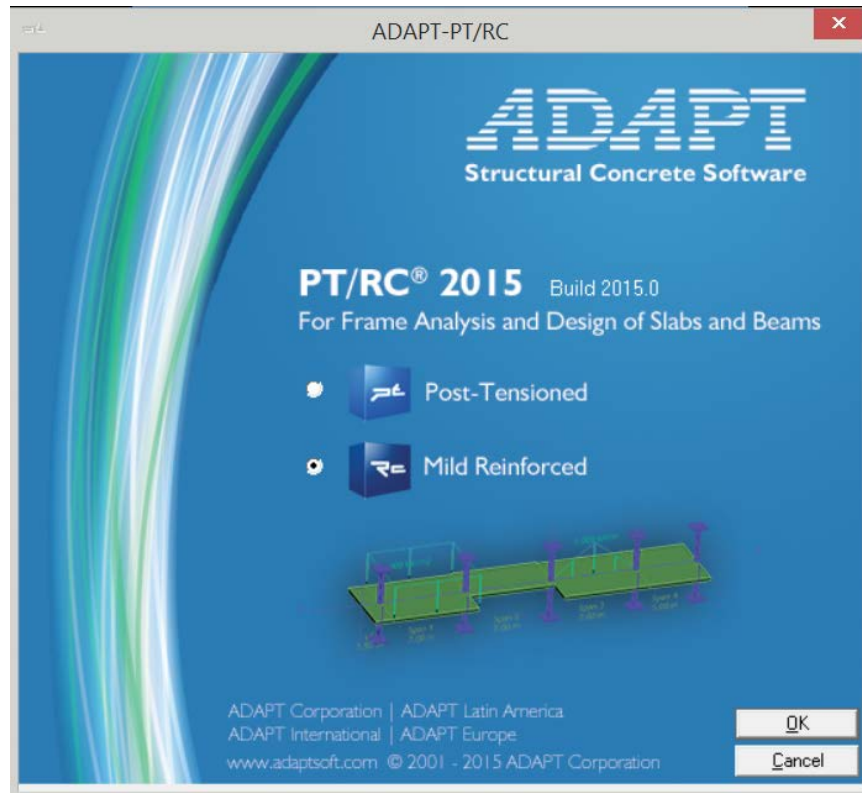 ADAPT-PT/RC
ADAPT
Structural Concrete Software
PT/RC® 2015 Build 2015.0
For Frame Analysis and Design of Slabs and Beams
Post-Tensioned
Mild Reinforced
ADAPT Corporation | ADAPT Latin America
ADAPT International | ADAPT Europe
www.adaptsoft.com © 2001 - 2015 ADAPT Corporation
OK
Cancel